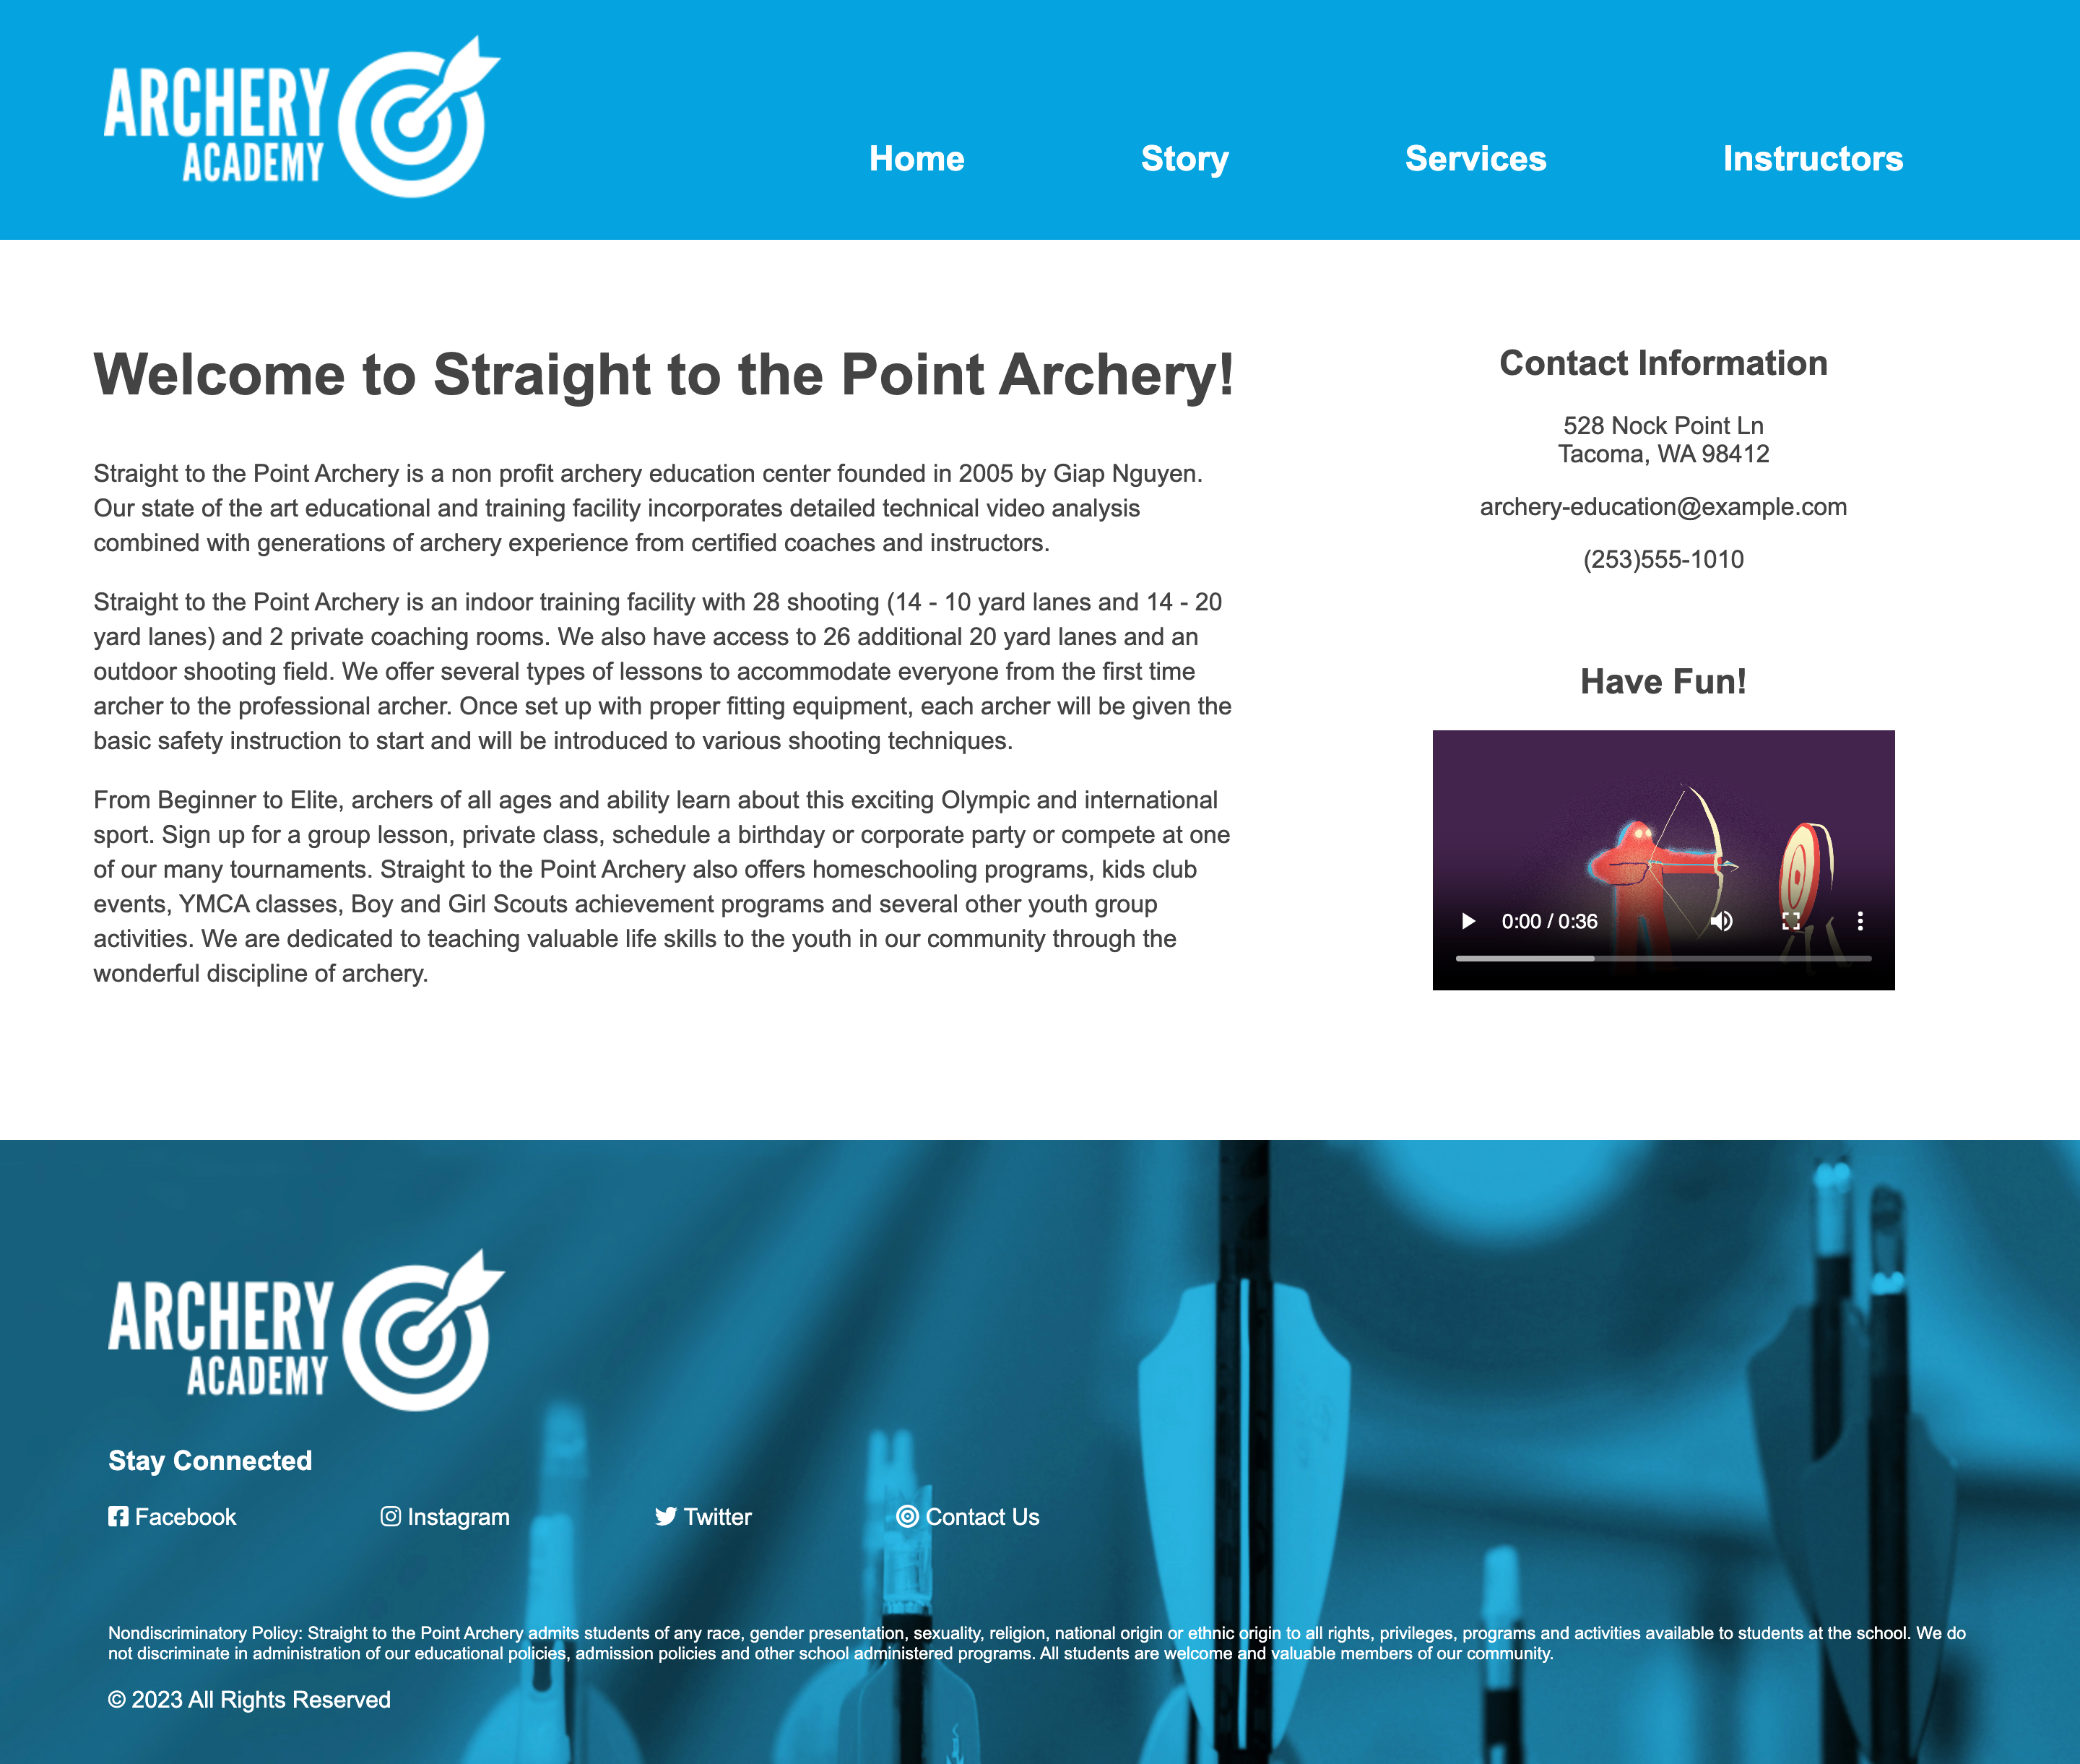 ARCHERY
ACADEMY
Home Story Services Instructors
Welcome to Straight to the Point Archery!
Straight to the Point Archery is a non profit archery education center founded in 2005 by Giap Nguyen.
Our state of the art educational and training facility incorporates detailed technical video analysis
combined with generations of archery experience from certified coaches and instructors.
Straight to the Point Archery is an indoor training facility with 28 shooting (14 - 10 yard lanes and 14 - 20
yard lanes) and 2 private coaching rooms. We also have access to 26 additional 20 yard lanes and an
outdoor shooting field. We offer several types of lessons to accommodate everyone from the first time
archer to the professional archer. Once set up with proper fitting equipment, each archer will be given the
basic safety instruction to start and will be introduced to various shooting techniques.
From Beginner to Elite, archers of all ages and ability learn about this exciting Olympic and international
sport. Sign up for a group lesson, private class, schedule a birthday or corporate party or compete at one
of our many tournaments. Straight to the Point Archery also offers homeschooling programs, kids club
events, YMCA classes, Boy and Girl Scouts achievement programs and several other youth group
activities. We are dedicated to teaching valuable life skills to the youth in our community through the
wonderful discipline of archery.
Contact Information
528 Nock Point Ln
Tacoma, WA 98412
archery-education@example.com
(253)555-1010
Have Fun!
0:00 / 0:36
ARCHERY
ACADEMY
Stay Connected
Facebook Instagram Twitter Contact Us
Nondiscriminatory Policy: Straight to the Point Archery admits students of any race, gender presentation, sexuality, religion, national origin or ethnic origin to all rights, privileges, programs and activities available to students at the school. We do
not discriminate in administration of our educational policies, admission policies and other school administered programs. All students are welcome and valuable members of our community.
© 2023 All Rights Reserved